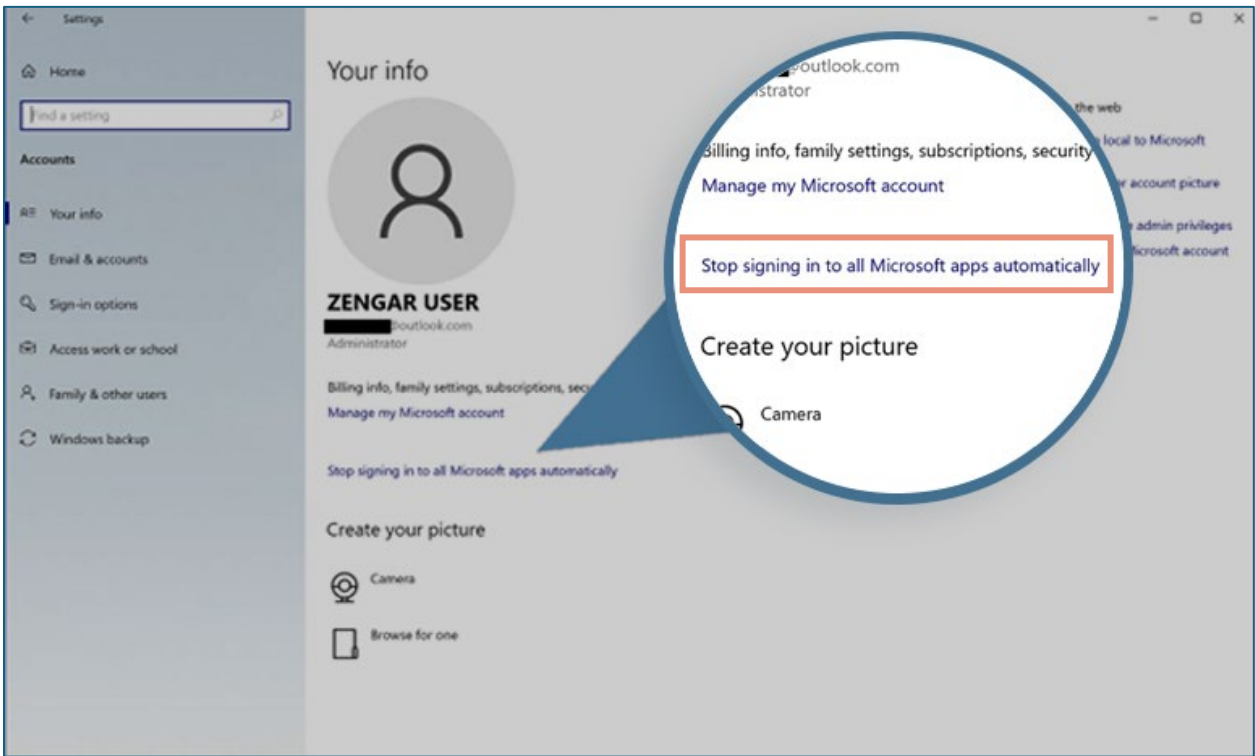 Settings
Home
Find a setting
Accounts
Your info
Email & accounts
Sign-in options
Access work or school
Family & other users
Windows backup
Your info
ZENGAR USER
@outlook.com
Administrator
Billing info, family settings, subscriptions,
Manage my Microsoft account
Stop signing in to all Microsoft apps automatically
Create your picture
Camera
Browse for one
outlook.com
Billing info, family settings, subscriptions, security
Manage my Microsoft account
Stop signing in to all Microsoft apps automatically
Create your picture
Camera
the web
local to Microsoft
account picture
admin privileges
Microsoft account